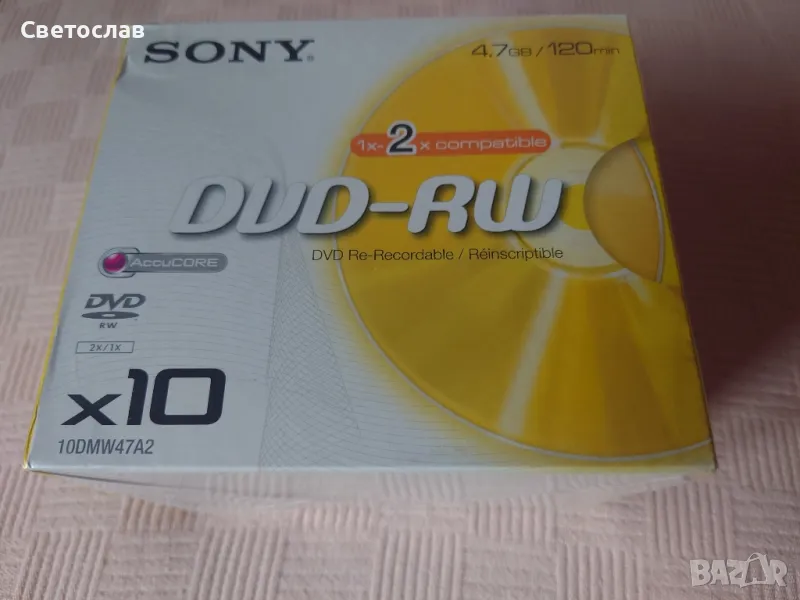 Светослав
SONY®
4.7GB / 120min
1x-2x compatible
DVD-RW
DVD Re-Recordable / Réinscriptible
AccuCORE
DVD
RW
2x/1x
x10
10DMW47A2
BAZAR